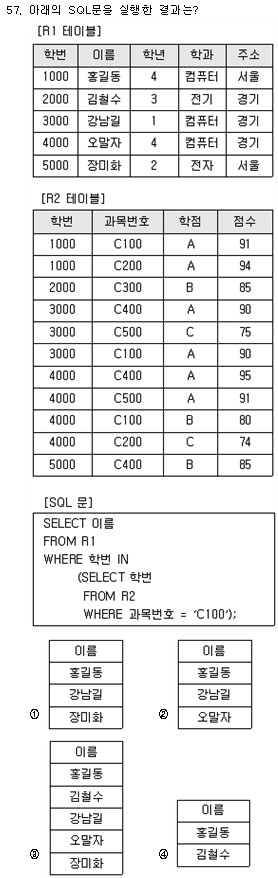 57. 아래의 SQL문을 실행한 결과는?
[R1 테이블]
학번 이름 학년 학과 주소
1000 홍길동 4 컴퓨터 서울
2000 김철수 3 전기 경기
3000 강남길 1 컴퓨터 경기
4000 오말자 4 컴퓨터 경기
5000 장미화 2 전자 서울
[R2 테이블]
학번 과목번호 학점 점수
1000 C100 A 91
1000 C200 A 94
2000 C300 B 85
3000 C400 A 90
3000 C500 C 75
3000 C100 A 90
4000 C400 A 95
4000 C500 A 91
4000 C100 B 80
4000 C200 C 74
5000 C400 B 85
[SQL 문]
SELECT 이름
FROM R1
WHERE 학번 IN
(SELECT 학번
FROM R2
WHERE 과목번호 = 'C100');
①
이름
홍길동
강남길
장미화
②
이름
홍길동
강남길
오말자
③
이름
홍길동
김철수
강남길
오말자
장미화
④
이름
홍길동
김철수